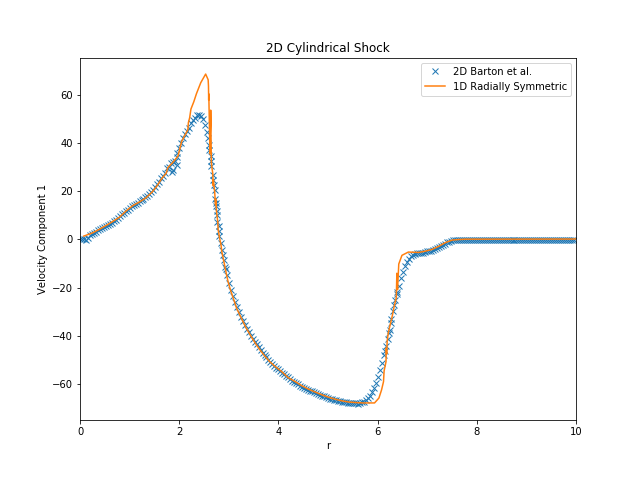 2D Cylindrical Shock
2D Barton et al.
1D Radially Symmetric
Velocity Component 1
60
40
20
0
−20
−40
−60
0 2 4 6 8 10
r